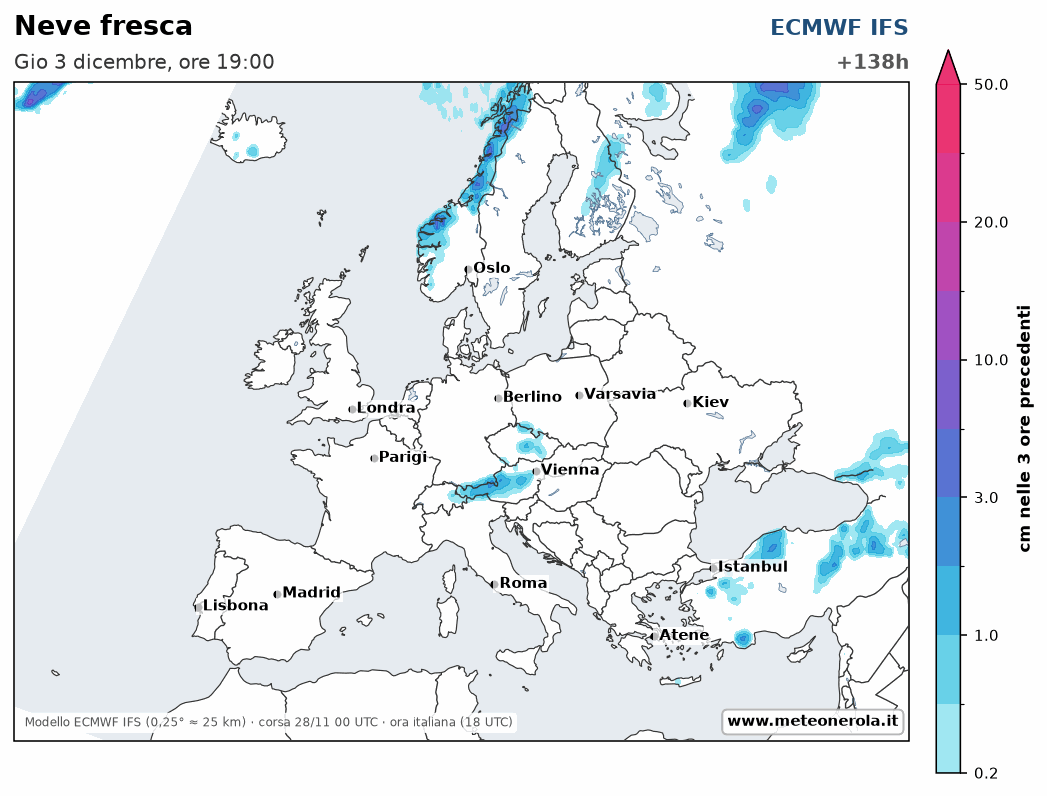 Neve fresca
ECMWF IFS
Gio 3 dicembre, ore 19:00
+138h
50.0
20.0
10.0
3.0
1.0
0.2
cm nelle 3 ore precedenti
Oslo
Berlino
Varsavia
Kiev
Londra
Parigi
Vienna
Istanbul
Roma
Madrid
Lisbona
Atene
Modello ECMWF IFS (0,25° ≈ 25 km) · corsa 28/11 00 UTC · ora italiana (18 UTC)
www.meteonerola.it